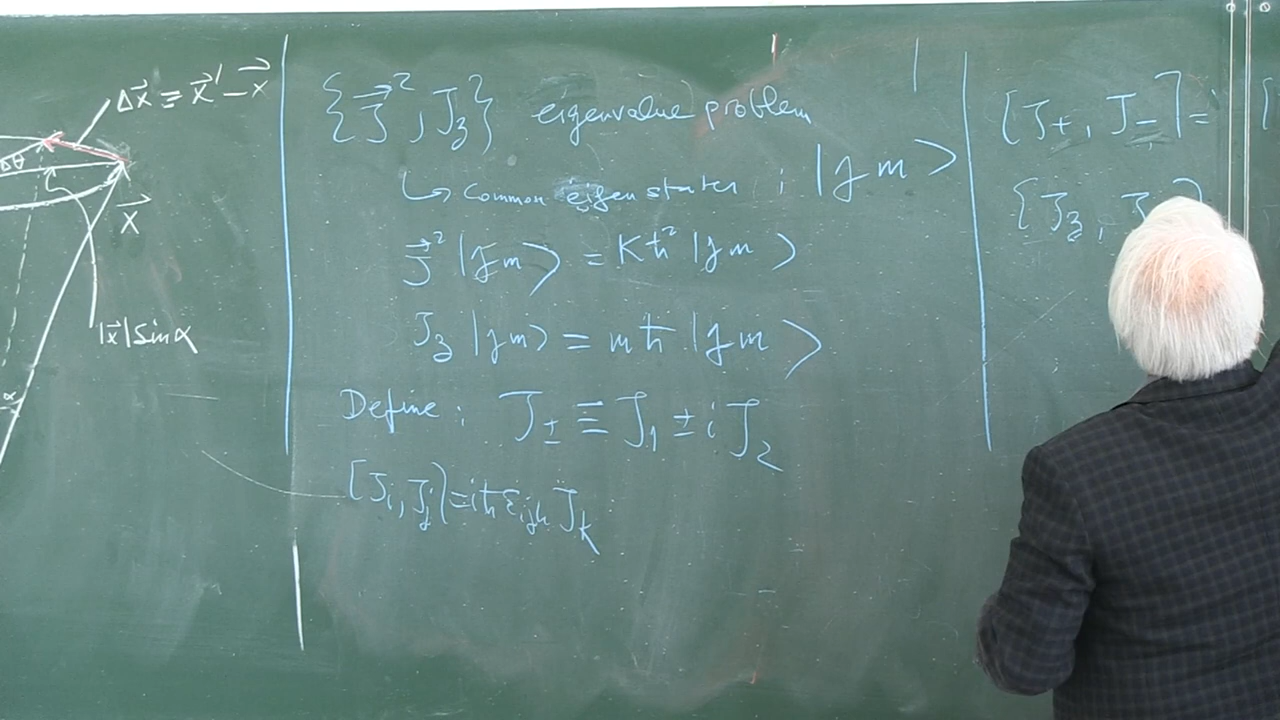 Δx⃗ ≡ x⃗' − x⃗
Δθ
x⃗
|x⃗| sin α
α
{J⃗², J₃} eigenvalue problem
↳ common eigenstates : |j m⟩
J⃗² |j m⟩ = K ħ² |j m⟩
J₃ |j m⟩ = m ħ |j m⟩
Define : J± ≡ J₁ ± i J₂
[Jᵢ, Jⱼ] = iħ εᵢⱼₖ Jₖ
[J₊, J₋] =
[J₃, J